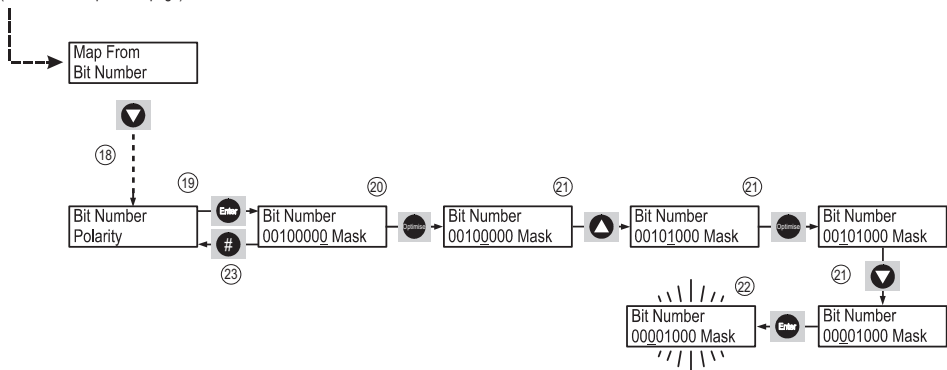 Map From
Bit Number
18
19
20
21
21
Bit Number
Polarity
Enter
Bit Number
00100000 Mask
Optimise
Bit Number
00100000 Mask
Bit Number
00101000 Mask
Optimise
Bit Number
00101000 Mask
#
23
21
22
Bit Number
00001000 Mask
Enter
Bit Number
00001000 Mask